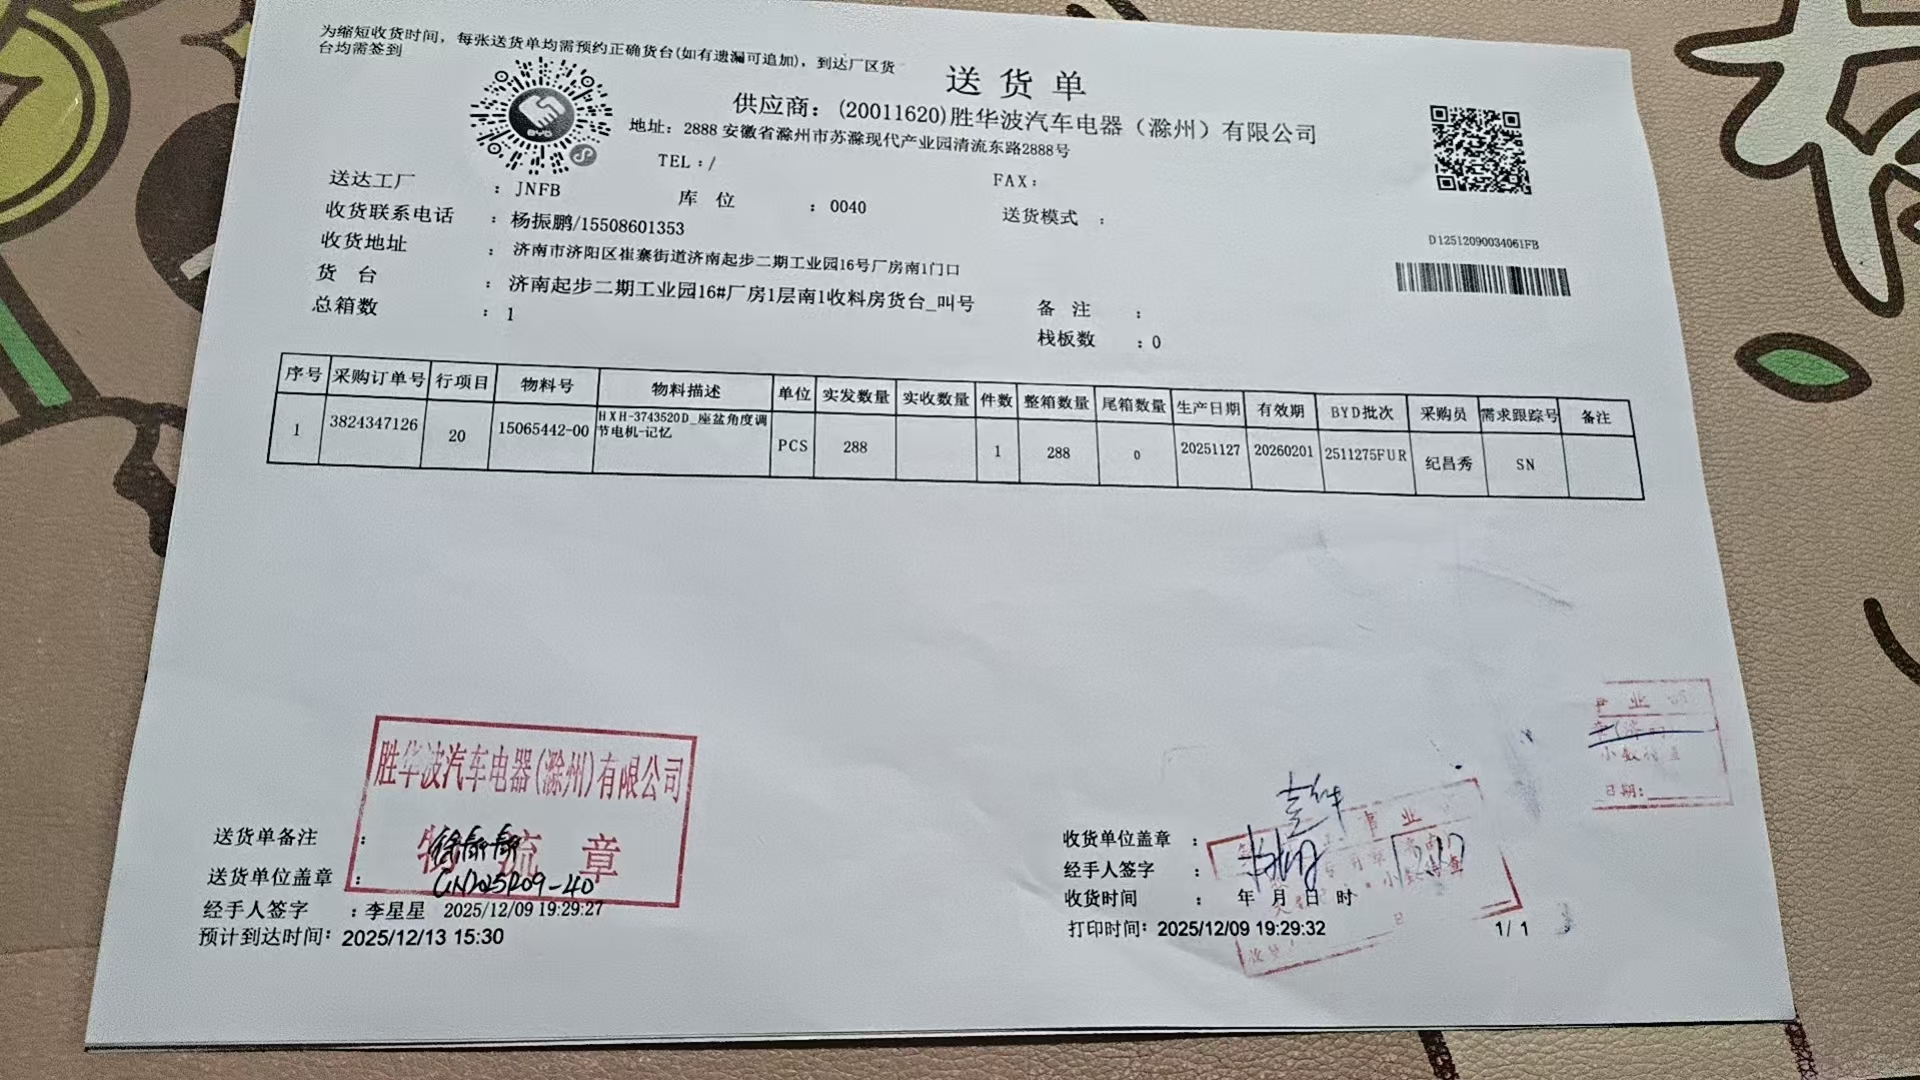 为缩短收货时间，每张送货单均需预约正确货台(如有遗漏可追加)，到达厂区货
台均需签到
送货单
供应商：(20011620)胜华波汽车电器（滁州）有限公司
地址：2888 安徽省滁州市苏滁现代产业园清流东路2888号
BYD
TEL：/
FAX：
送达工厂 ：JNFB
库位 ：0040
送货模式 ：
收货联系电话 ：杨振鹏/15508601353
D12512090034061FB
收货地址 ：济南市济阳区崔寨街道济南起步二期工业园16号厂房南1门口
货台 ：济南起步二期工业园16#厂房1层南1收料房货台_叫号
备注 ：
总箱数 ：1
栈板数 ：0
序号 采购订单号 行项目 物料号 物料描述 单位 实发数量 实收数量 件数 整箱数量 尾箱数量 生产日期 有效期 BYD批次 采购员 需求跟踪号 备注
1 3824347126 20 15065442-00 HXH-3743520D_座盆角度调 PCS 288 1 288 0 20251127 20260201 2511275FUR 纪昌秀 SN
节电机-记忆
胜华波汽车电器(滁州)有限公司
物流章
送货单备注 ：
送货单位盖章 ：
经手人签字 ：李星星 2025/12/09 19:29:27
预计到达时间：2025/12/13 15:30
收货单位盖章 ：
经手人签字 ：
收货时间 ： 年 月 日 时
打印时间：2025/12/09 19:29:32
1/ 1
事业
日期：